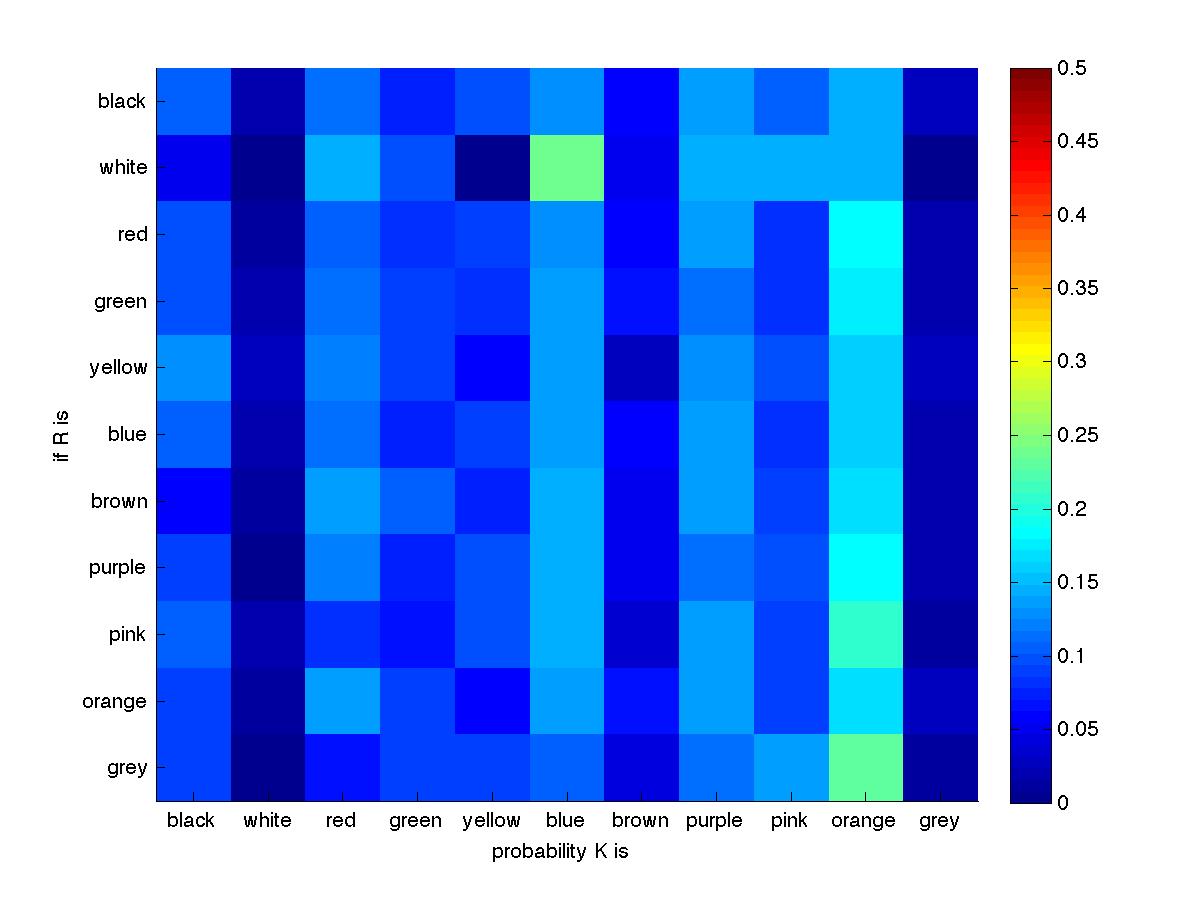 black
white
red
green
yellow
blue
brown
purple
pink
orange
grey
if R is
black white red green yellow blue brown purple pink orange grey
probability K is
0.5
0.45
0.4
0.35
0.3
0.25
0.2
0.15
0.1
0.05
0